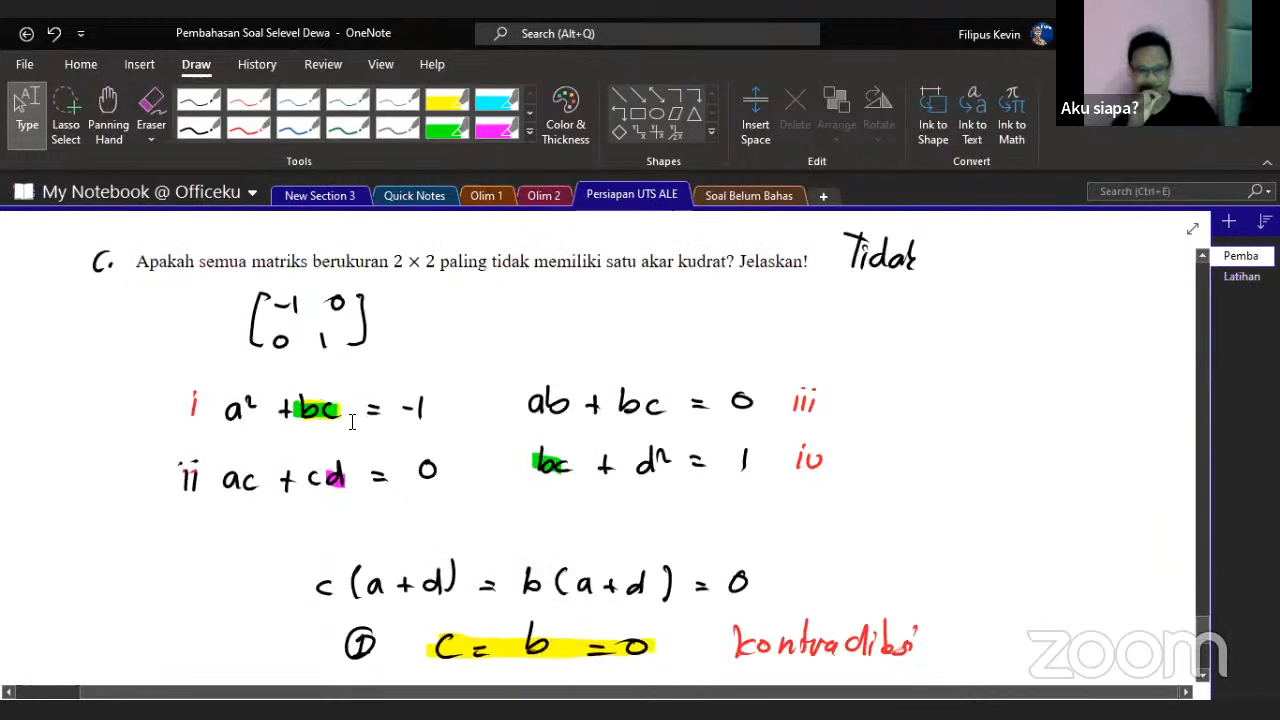 Pembahasan Soal Selevel Dewa - OneNote
Search (Alt+Q)
Filipus Kevin
File Home Insert Draw History Review View Help
Aku siapa?
Type
Lasso Select
Panning Hand
Eraser
Color & Thickness
Insert Space
Delete
Arrange
Rotate
Ink to Shape
Ink to Text
Ink to Math
Tools Shapes Edit Convert
My Notebook @ Officeku
New Section 3 Quick Notes Olim 1 Olim 2 Persiapan UTS ALE Soal Belum Bahas +
Search (Ctrl+E)
Pemba
Latihan
C. Apakah semua matriks berukuran 2 × 2 paling tidak memiliki satu akar kudrat? Jelaskan! Tidak
-1 0
0 1
i a² + bc = -1 ab + bc = 0 iii
ii ac + cd = 0 bc + d² = 1 iv
c (a + d) = b (a + d) = 0
① c = b = 0 kontradiksi
zoom